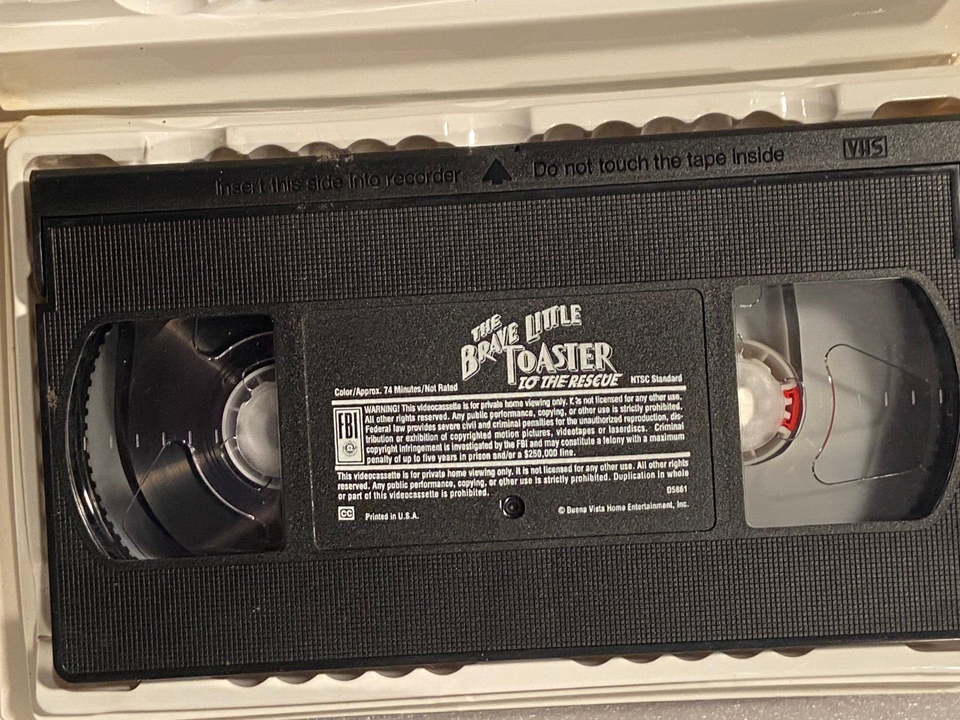 Insert this side into recorder
Do not touch the tape inside
VHS
THE
BRAVE LITTLE
TOASTER
TO THE RESCUE
Color/Approx. 74 Minutes/Not Rated
NTSC Standard
FBI
WARNING! This videocassette is for private home viewing only. It is not licensed for any other use.
All other rights reserved. Any public performance, copying, or other use is strictly prohibited.
Federal law provides severe civil and criminal penalties for the unauthorized reproduction, dis-
tribution or exhibition of copyrighted motion pictures, videotapes or laserdiscs. Criminal
copyright infringement is investigated by the FBI and may constitute a felony with a maximum
penalty of up to five years in prison and/or a $250,000 fine.
This videocassette is for private home viewing only. It is not licensed for any other use. All other rights
reserved. Any public performance, copying, or other use is strictly prohibited. Duplication in whole
or part of this videocassette is prohibited.
D5861
CC
Printed in U.S.A.
© Buena Vista Home Entertainment, Inc.